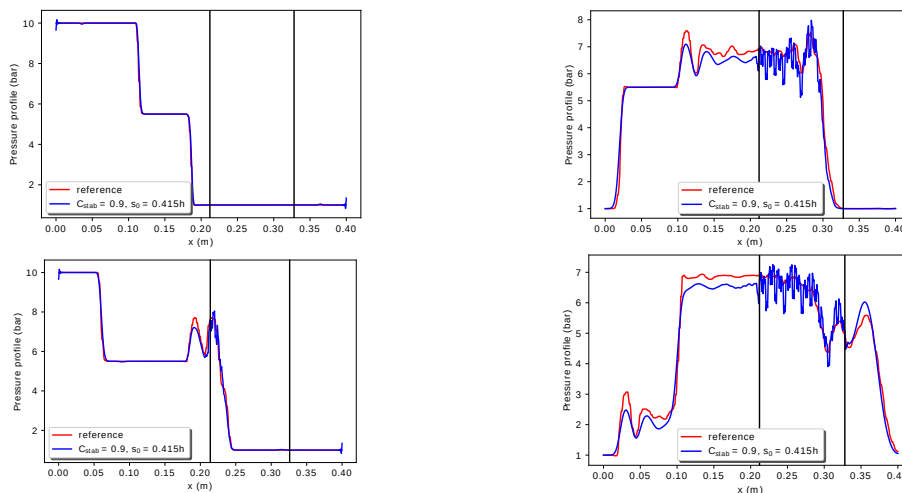 10
8
6
4
2
Pressure profile (bar)
reference
C_stab = 0.9, s_0 = 0.415h
0.00 0.05 0.10 0.15 0.20 0.25 0.30 0.35 0.40
x (m)
8
7
6
5
4
3
2
1
Pressure profile (bar)
reference
C_stab = 0.9, s_0 = 0.415h
0.00 0.05 0.10 0.15 0.20 0.25 0.30 0.35 0.40
x (m)
10
8
6
4
2
Pressure profile (bar)
reference
C_stab = 0.9, s_0 = 0.415h
0.00 0.05 0.10 0.15 0.20 0.25 0.30 0.35 0.40
x (m)
7
6
5
4
3
2
1
Pressure profile (bar)
reference
C_stab = 0.9, s_0 = 0.415h
0.00 0.05 0.10 0.15 0.20 0.25 0.30 0.35 0.40
x (m)